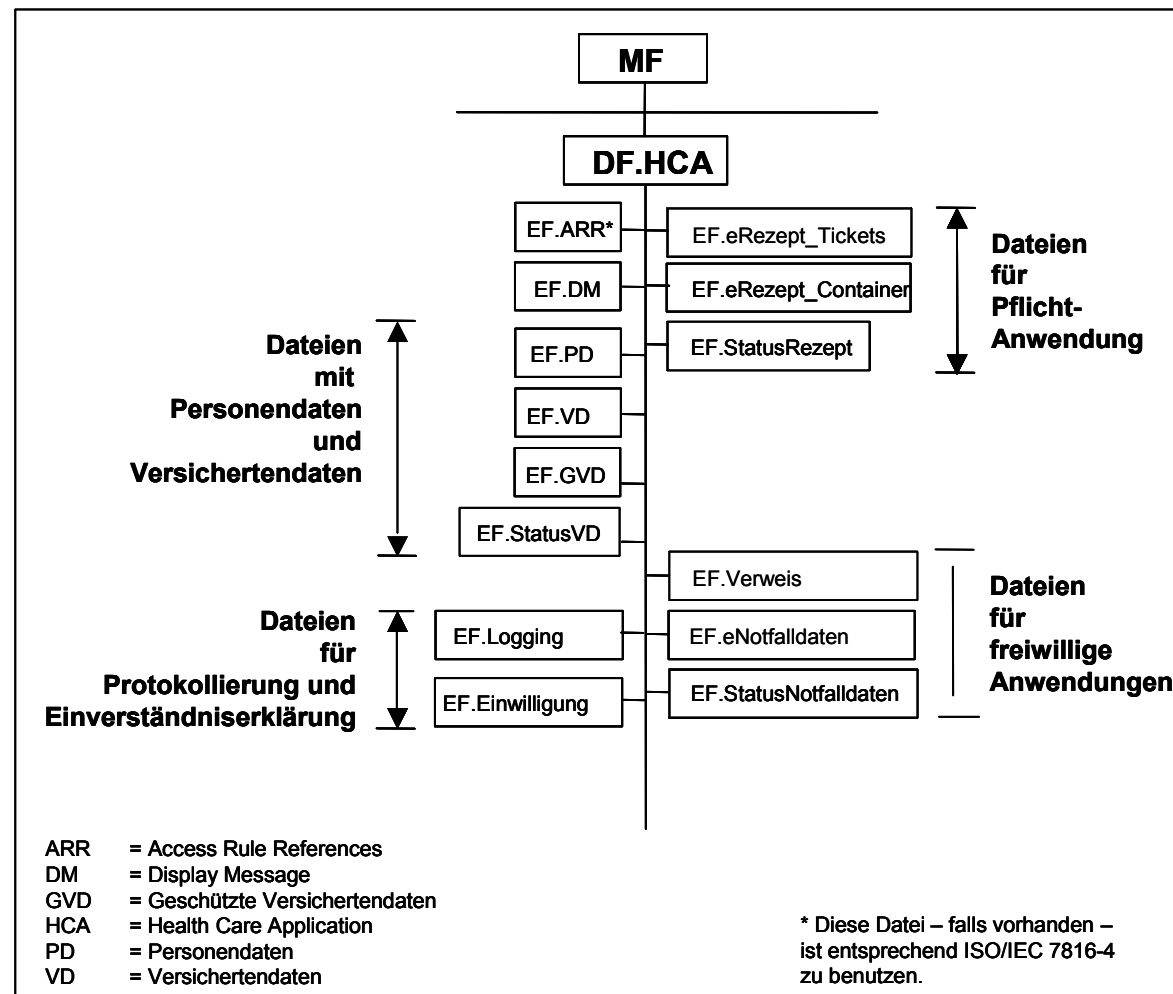 MF
DF.HCA
EF.ARR*
EF.eRezept_Tickets
EF.DM
EF.eRezept_Container
EF.PD
EF.StatusRezept
EF.VD
EF.GVD
EF.StatusVD
EF.Verweis
EF.Logging
EF.eNotfalldaten
EF.Einwilligung
EF.StatusNotfalldaten
Dateien
für
Pflicht-
Anwendung
Dateien
mit
Personendaten
und
Versichertendaten
Dateien
für
Protokollierung und
Einverständniserklärung
Dateien
für
freiwillige
Anwendungen
ARR = Access Rule References
DM = Display Message
GVD = Geschützte Versichertendaten
HCA = Health Care Application
PD = Personendaten
VD = Versichertendaten
* Diese Datei – falls vorhanden –
ist entsprechend ISO/IEC 7816-4
zu benutzen.